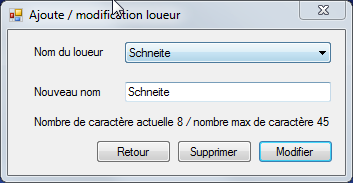 Ajoute / modification loueur
Nom du loueur Schneite
Nouveau nom Schneite
Nombre de caractère actuelle 8 / nombre max de caractère 45
Retour Supprimer Modifier